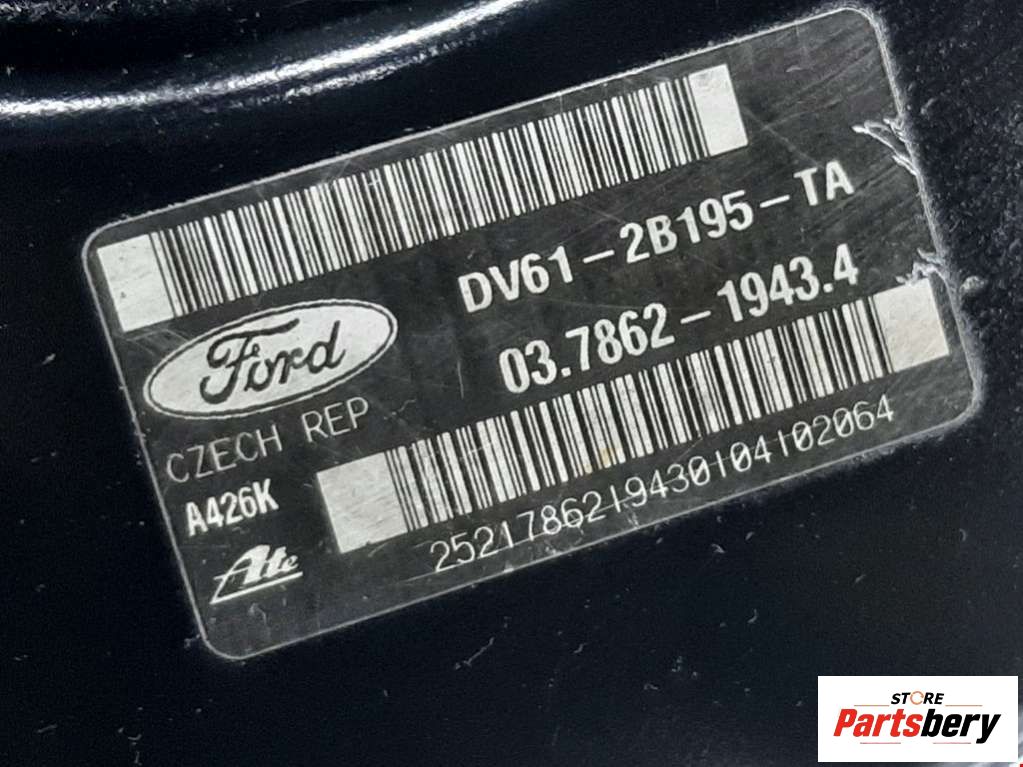 DV61-2B195-TA
Ford
03.7862-1943.4
CZECH REP
A426K
2521786219430104102064
Ate
STORE
Partsbery